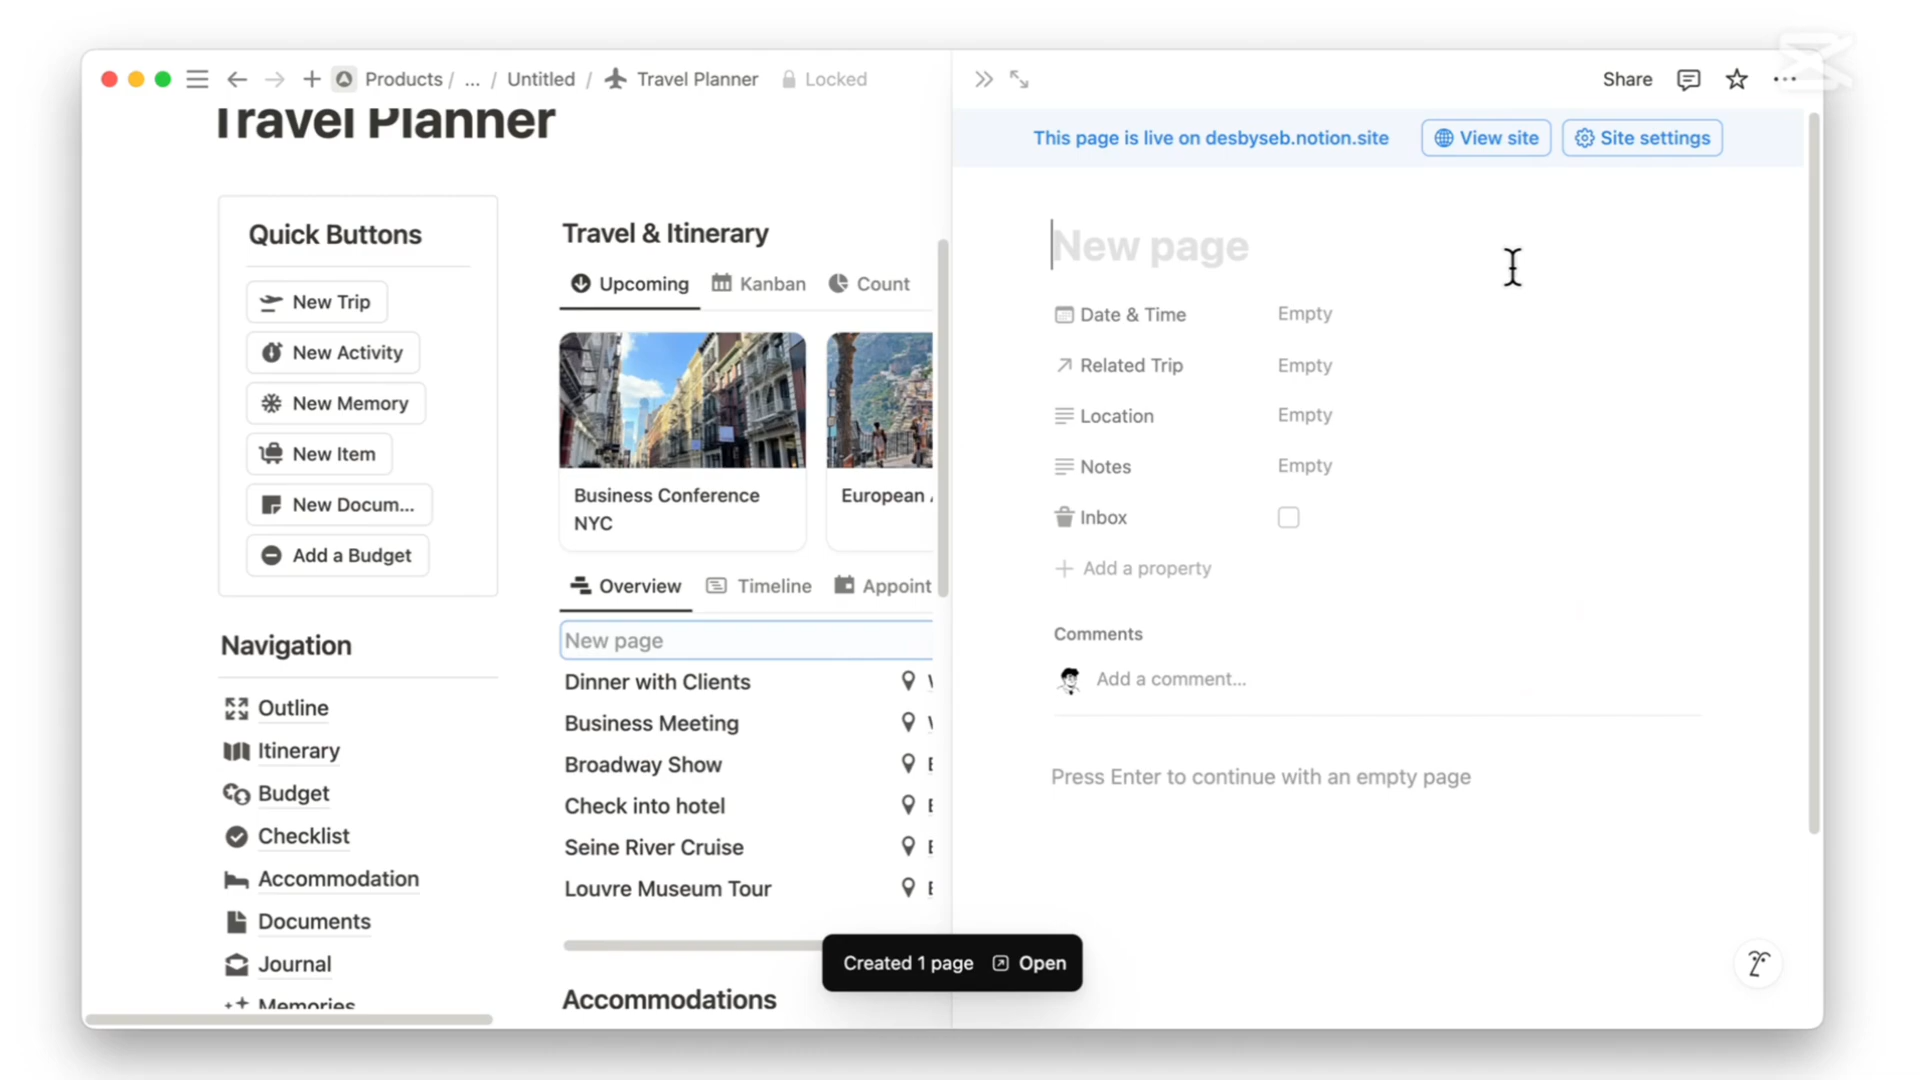 Products / ... / Untitled / Travel Planner Locked
Share
Travel Planner
This page is live on desbyseb.notion.site
View site
Site settings
Quick Buttons
New Trip
New Activity
New Memory
New Item
New Docum...
Add a Budget
Navigation
Outline
Itinerary
Budget
Checklist
Accommodation
Documents
Journal
Memories
Travel & Itinerary
Upcoming Kanban Count
Business Conference
NYC
European
Overview Timeline Appoint
New page
Dinner with Clients
Business Meeting
Broadway Show
Check into hotel
Seine River Cruise
Louvre Museum Tour
Accommodations
New page
Date & Time Empty
Related Trip Empty
Location Empty
Notes Empty
Inbox
Add a property
Comments
Add a comment...
Press Enter to continue with an empty page
Created 1 page Open